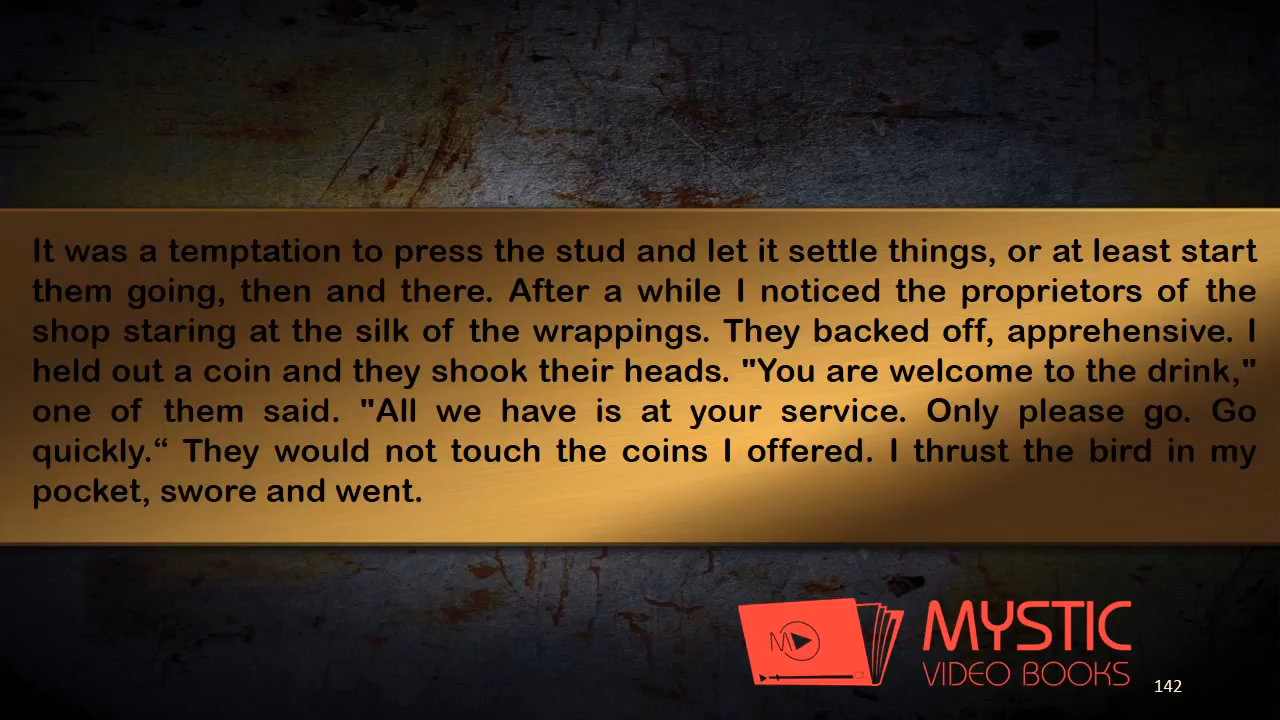 It was a temptation to press the stud and let it settle things, or at least start
them going, then and there. After a while I noticed the proprietors of the
shop staring at the silk of the wrappings. They backed off, apprehensive. I
held out a coin and they shook their heads. "You are welcome to the drink,"
one of them said. "All we have is at your service. Only please go. Go
quickly.“ They would not touch the coins I offered. I thrust the bird in my
pocket, swore and went.
M
MYSTIC
VIDEO BOOKS
142